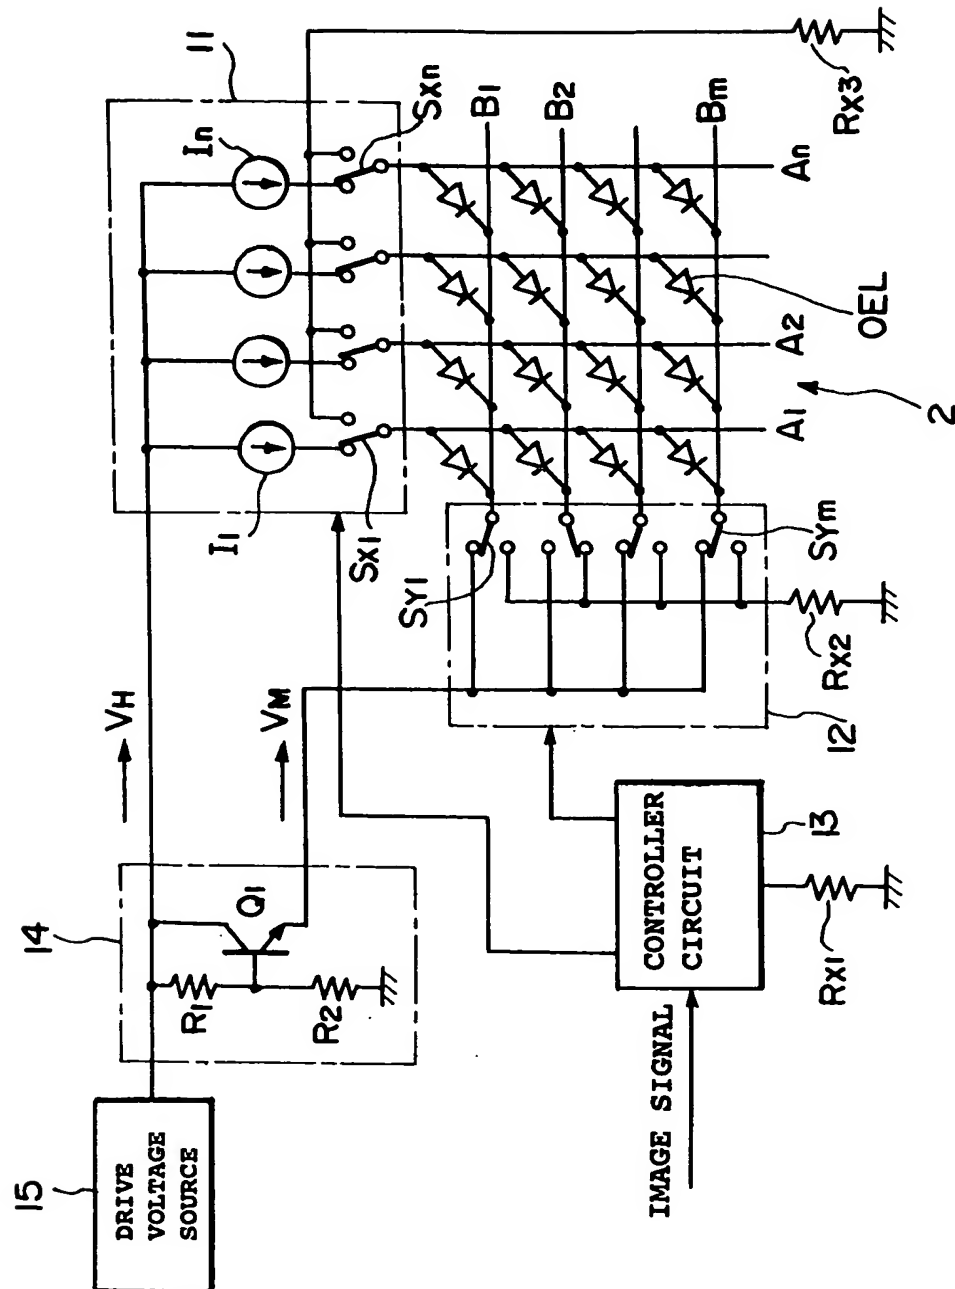 15
DRIVE
VOLTAGE
SOURCE
14
R1
R2
Q1
VH
VM
11
I1
In
SX1
SXn
B1
B2
Bm
A1
A2
An
OEL
2
SY1
SYm
12
RX1
RX2
RX3
CONTROLLER
CIRCUIT
13
IMAGE SIGNAL